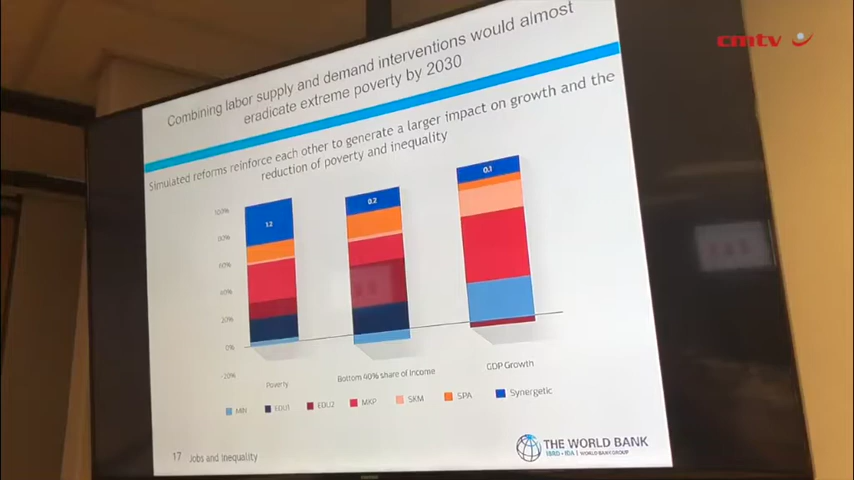 cmtv
Combining labor supply and demand interventions would almost
eradicate extreme poverty by 2030
Simulated reforms reinforce each other to generate a larger impact on growth and the
reduction of poverty and inequality
100%
80%
60%
40%
20%
0%
-20%
1.2
0.2
0.1
Poverty
Bottom 40% share of Income
GDP Growth
MIN EDU1 EDU2 MKP SKM SPA Synergetic
17 Jobs and Inequality
THE WORLD BANK
IBRD • IDA | WORLD BANK GROUP